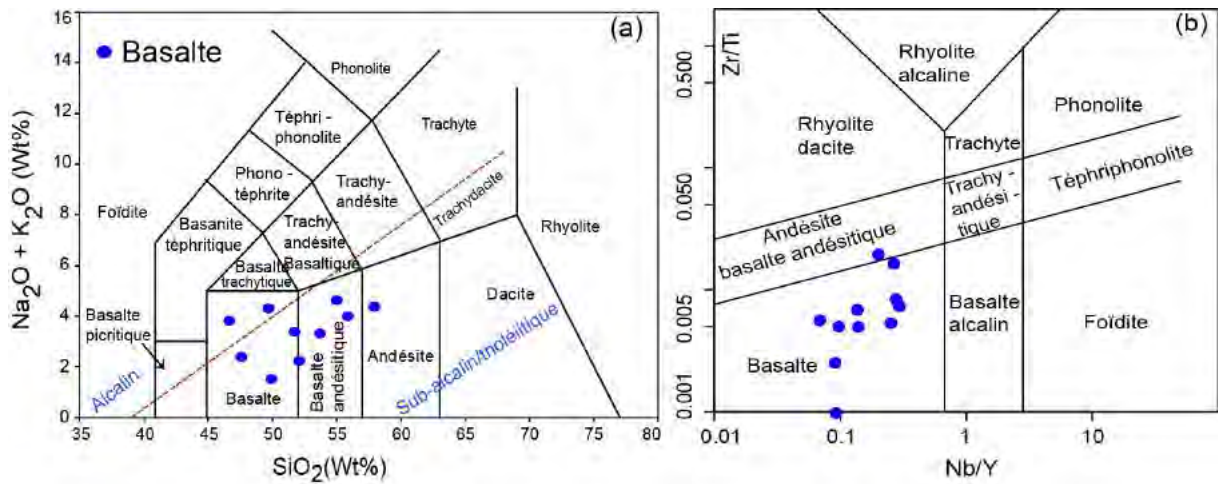 (a)
Basalte
Na2O + K2O (Wt%)
16
14
12
10
8
6
4
2
0
Phonolite
Téphri -
phonolite
Trachyte
Phono -
téphrite
Trachy-
andésite
Foïdite
Basanite
téphritique
Trachy-
andésite
Basaltique
Trachydacite
Rhyolite
Basalte
trachytique
Basalte
picritique
Dacite
Alcalin
Basalte
Basalte
andésitique
Andésite
Sub-alcalin/tholéiitique
35 40 45 50 55 60 65 70 75 80
SiO2(Wt%)
(b)
Zr/Ti
0.500
0.050
0.005
0.001
Rhyolite
alcaline
Rhyolite
dacite
Phonolite
Trachyte
Téphriphonolite
Trachy -
andési -
tique
Andésite
basalte andésitique
Basalte
Basalte
alcalin
Foïdite
0.01 0.1 1 10
Nb/Y